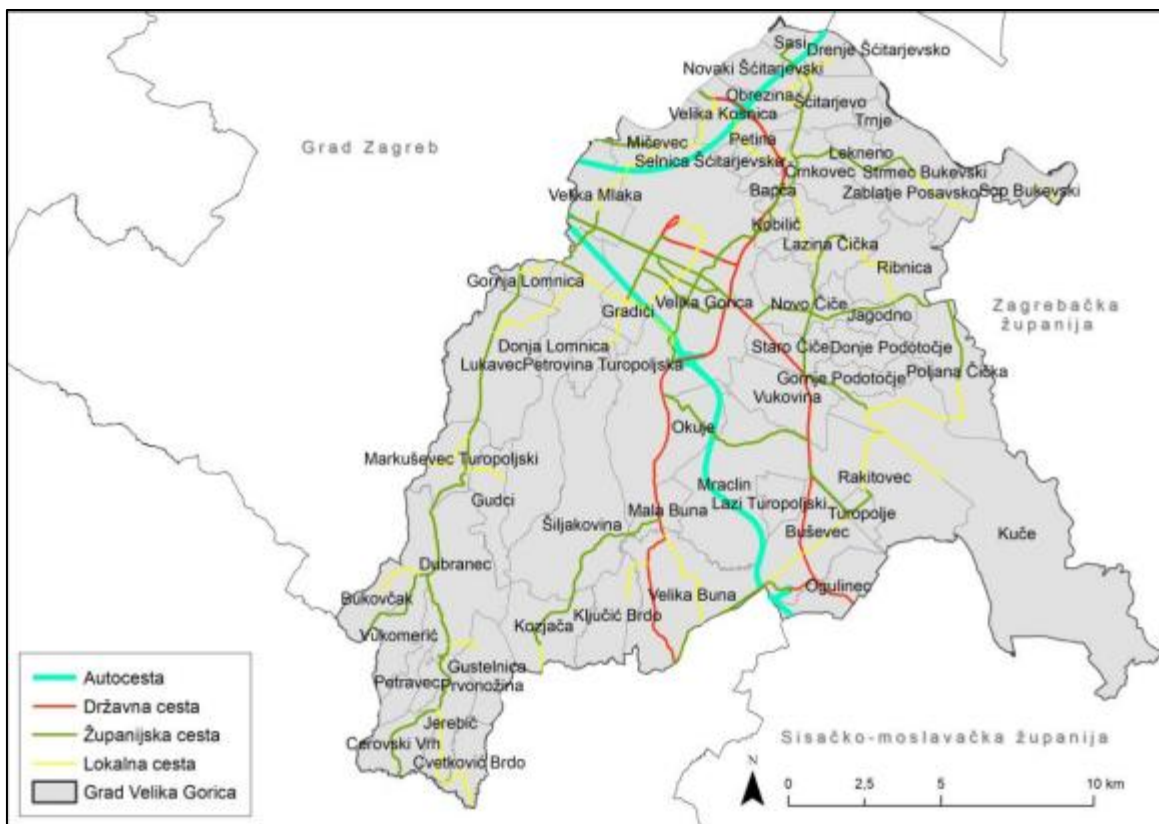 Sasi
Drenje Šćitarjevsko
Novaki Šćitarjevski
Obrezina
Šćitarjevo
Velika Kosnica
Trnje
Grad Zagreb
Mičevec
Petina
Lekneno
Selnica Šćitarjevska
Črnkovec
Strmec Bukevski
Bapča
Zablatje Posavsko
Sop Bukevski
Velika Mlaka
Kobilić
Lazina Čička
Ribnica
Gornja Lomnica
Velika Gorica
Novo Čiče
Gradići
Jagodno
Zagrebačka
županija
Donja Lomnica
Staro Čiče
Donje Podotočje
Lukavec
Petrovina Turopoljska
Gornje Podotočje
Poljana Čička
Vukovina
Okuje
Markuševec Turopoljski
Rakitovec
Gudci
Mraclin
Lazi Turopoljski
Mala Buna
Turopolje
Šiljakovina
Buševec
Kuče
Dubranec
Ogulinec
Bukovčak
Velika Buna
Ključić Brdo
Kozjača
Vukomerić
Gustelnica
Petravec
Prvonožina
Jerebić
Cerovski Vrh
Cvetković Brdo
Sisačko-moslavačka županija
Autocesta
Državna cesta
Županijska cesta
Lokalna cesta
Grad Velika Gorica
N
0 2,5 5 10 km